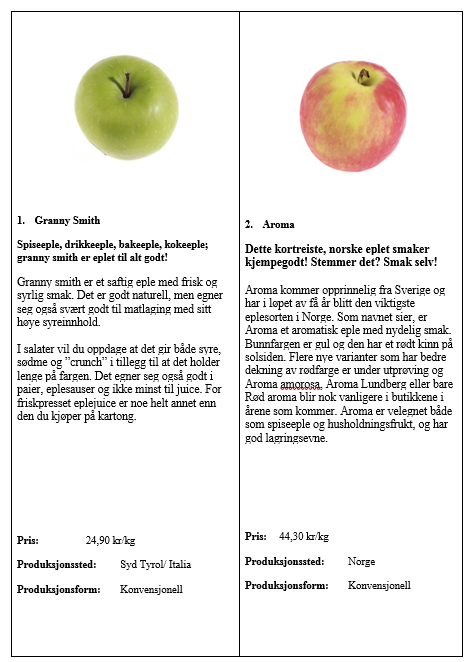 1. Granny Smith
Spiseeple, drikkeeple, bakeeple, kokeeple;
granny smith er eplet til alt godt!
Granny smith er et saftig eple med frisk og
syrlig smak. Det er godt naturell, men egner
seg også svært godt til matlaging med sitt
høye syreinnhold.
I salater vil du oppdage at det gir både syre,
sødme og ”crunch” i tillegg til at det holder
lenge på fargen. Det egner seg også godt i
paier, eplesauser og ikke minst til juice. For
friskpresset eplejuice er noe helt annet enn
den du kjøper på kartong.
Pris: 24,90 kr/kg
Produksjonssted: Syd Tyrol/ Italia
Produksjonsform: Konvensjonell
2. Aroma
Dette kortreiste, norske eplet smaker
kjempegodt! Stemmer det? Smak selv!
Aroma kommer opprinnelig fra Sverige og
har i løpet av få år blitt den viktigste
eplesorten i Norge. Som navnet sier, er
Aroma et aromatisk eple med nydelig smak.
Bunnfargen er gul og den har et rødt kinn på
solsiden. Flere nye varianter som har bedre
dekning av rødfarge er under utprøving og
Aroma amorosa, Aroma Lundberg eller bare
Rød aroma blir nok vanligere i butikkene i
årene som kommer. Aroma er velegnet både
som spiseeple og husholdningsfrukt, og har
god lagringsevne.
Pris: 44,30 kr/kg
Produksjonssted: Norge
Produksjonsform: Konvensjonell